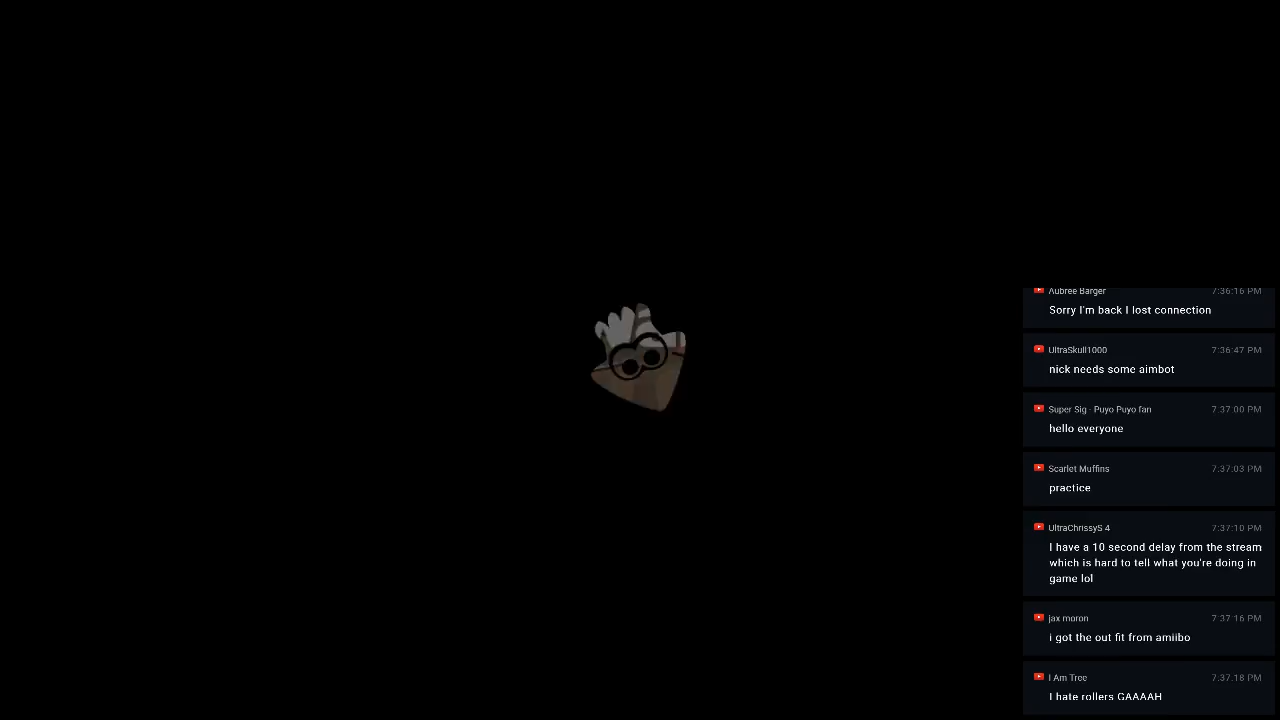 Aubree Barger 7:36:16 PM
Sorry I'm back I lost connection
UltraSkull1000 7:36:47 PM
nick needs some aimbot
Super Sig - Puyo Puyo fan 7:37:00 PM
hello everyone
Scarlet Muffins 7:37:03 PM
practice
UltraChrissyS 4 7:37:10 PM
I have a 10 second delay from the stream
which is hard to tell what you're doing in
game lol
jax moron 7:37:16 PM
i got the out fit from amiibo
I Am Tree 7:37:18 PM
I hate rollers GAAAAH